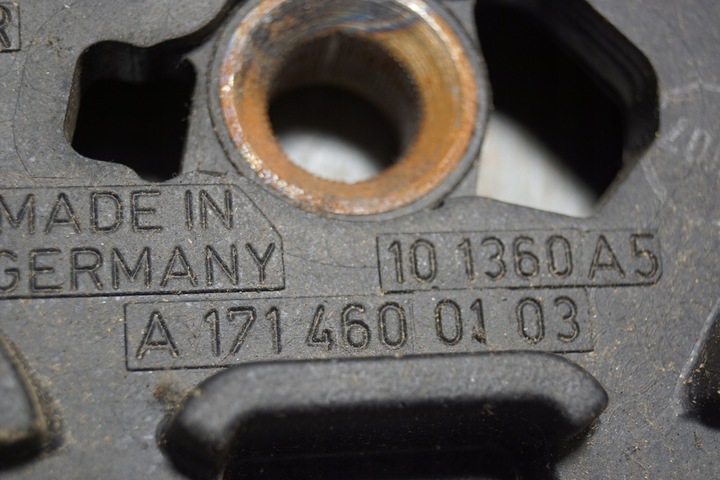 R
MADE IN
GERMANY
10 1360 A5
A 171 460 01 03